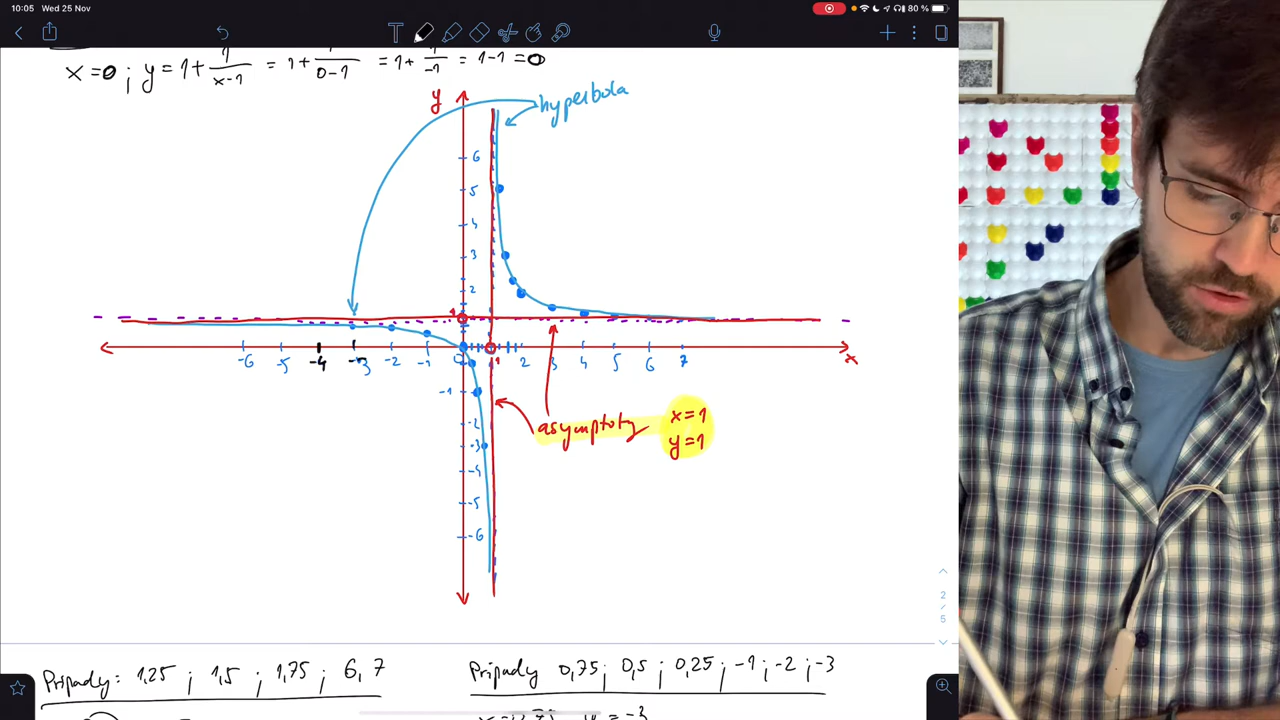 10:05 Wed 25 Nov
80 %
x=0 ; y=1+ 1/x-1 = 1+ 1/0-1 = 1+ 1/-1 = 1-1=0
y
hyperbola
6
5
4
3
2
1
-6 -5 -4 -3 -2 -1 0 1 2 3 4 5 6 7
x
-1
-2
-3
-4
-5
-6
asymptoty x=1
y=1
2
/
5
Prípady: 1,25 ; 1,5 ; 1,75 ; 6, 7
Prípady 0,75; 0,5 ; 0,25 ; -1 ; -2 ; -3